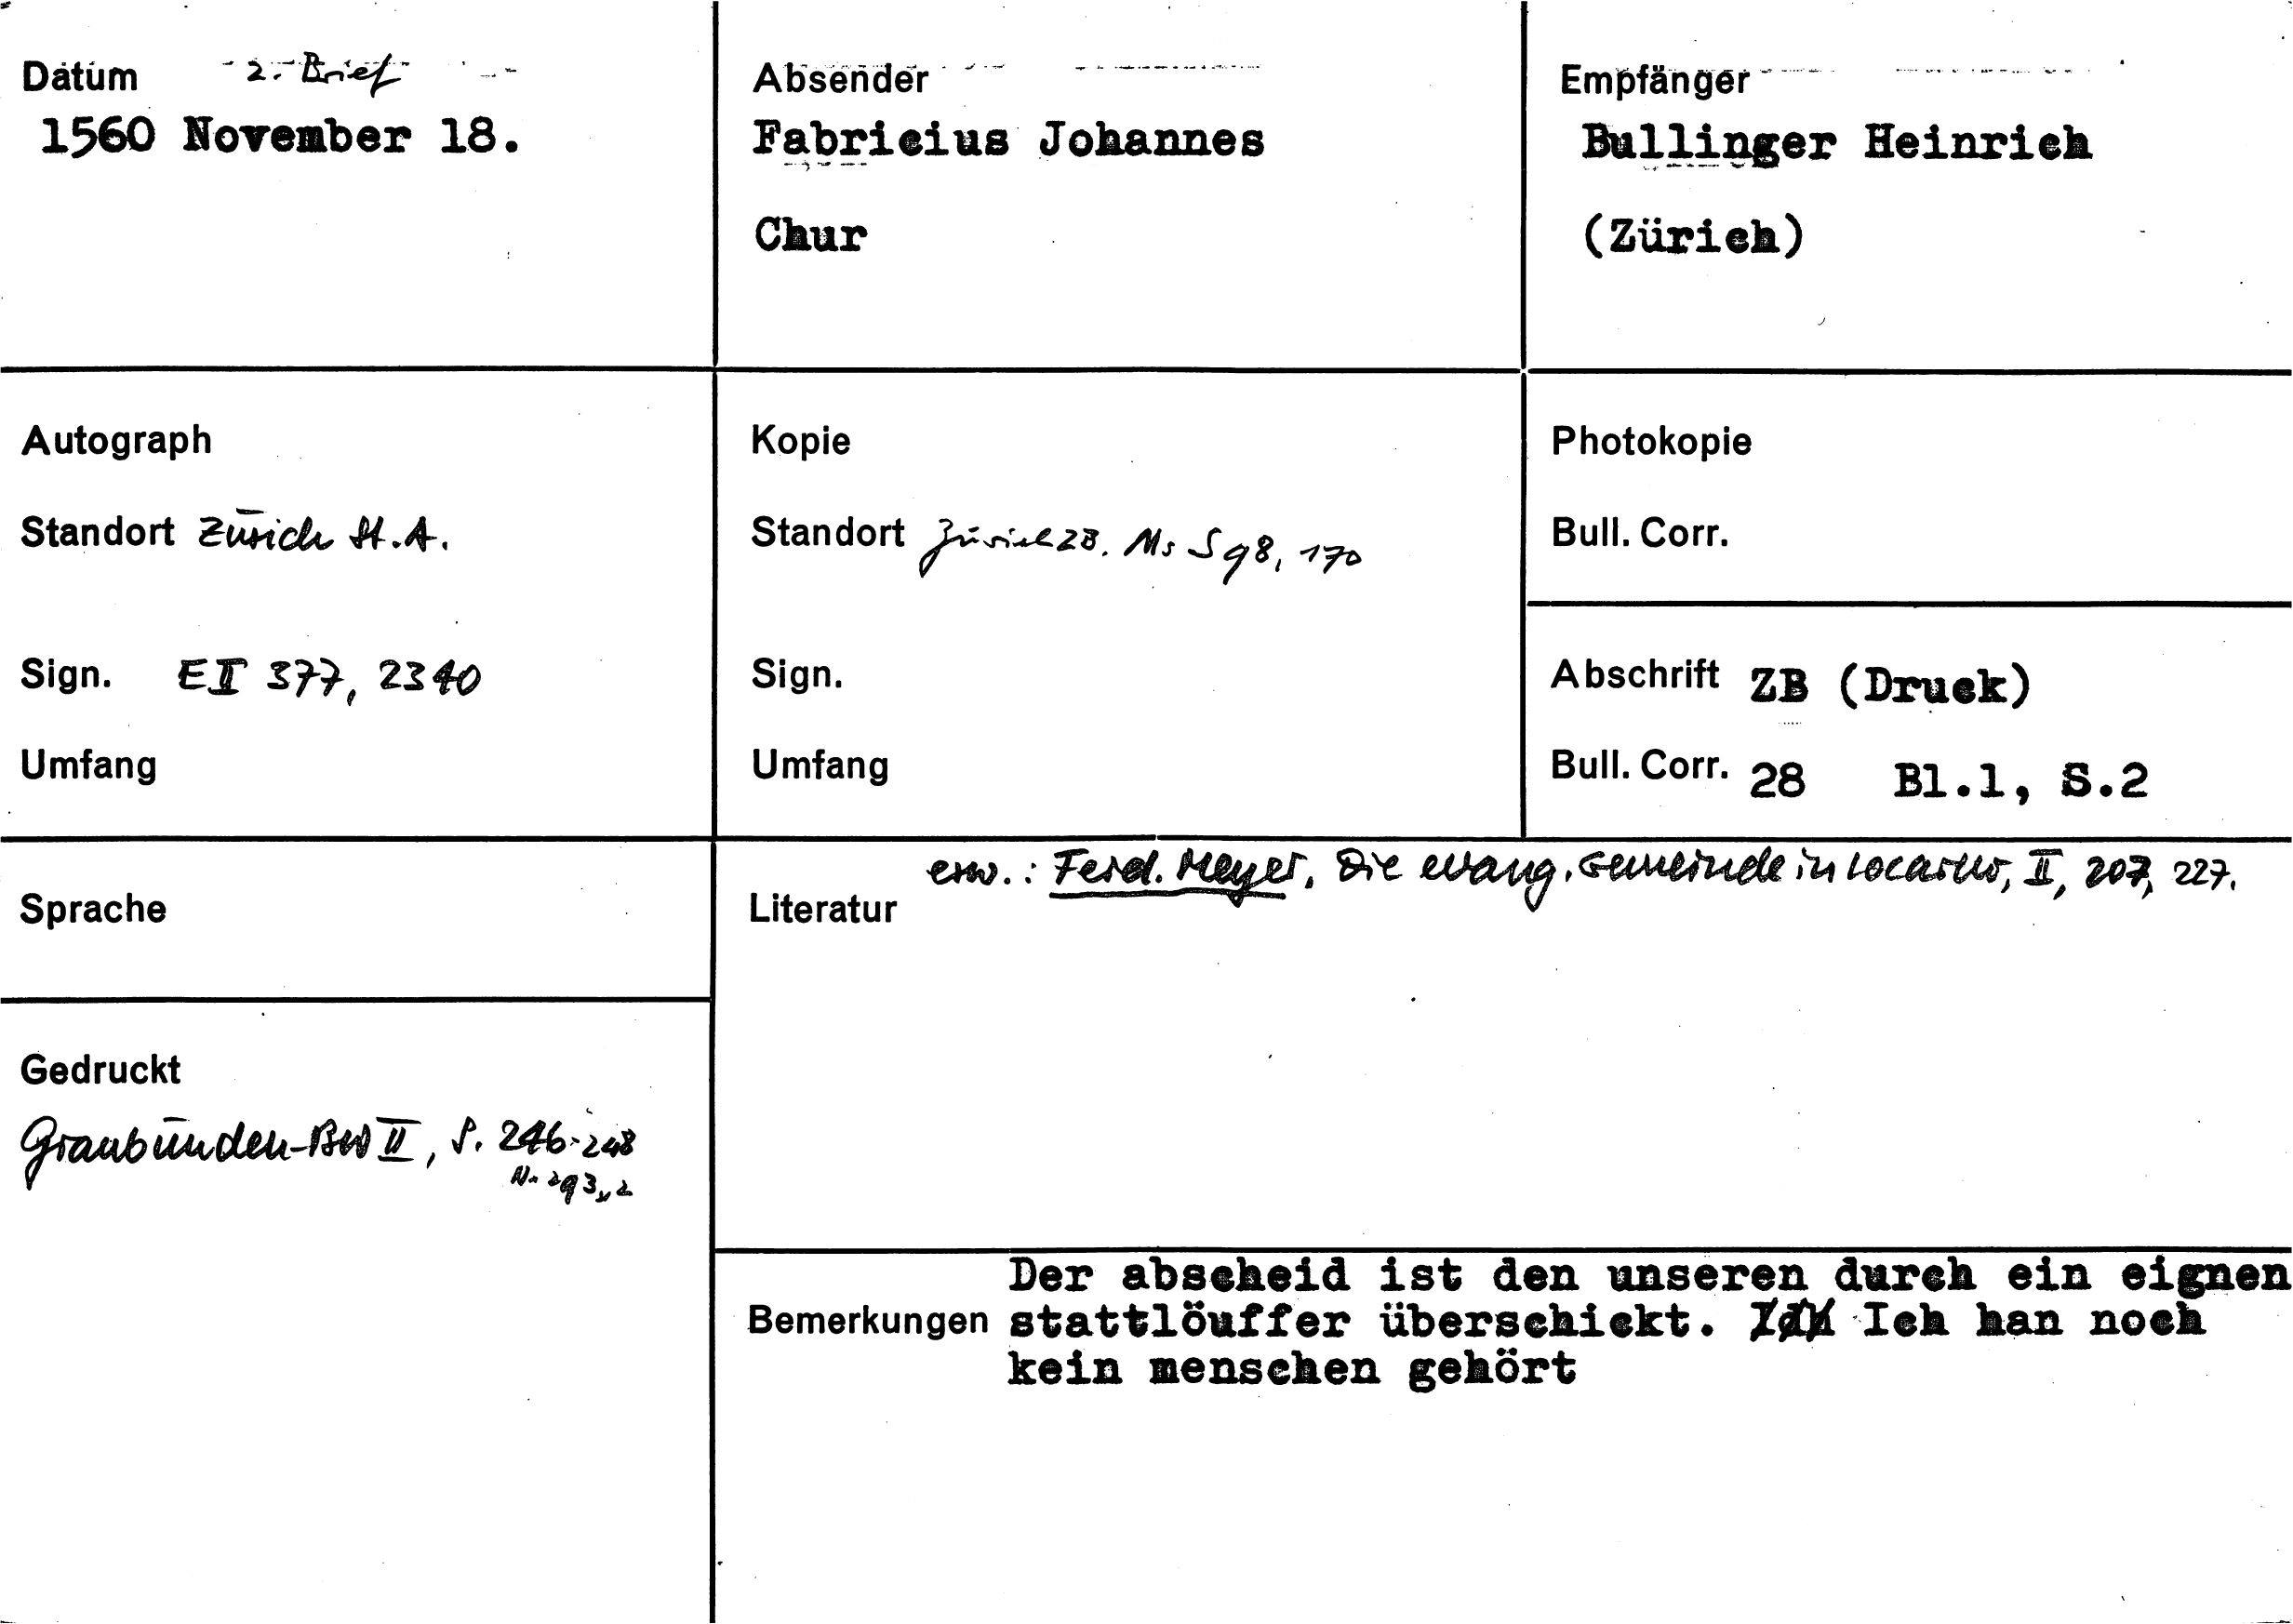 Datum 2. Brief
1560 November 18.
Absender
Fabricius Johannes
Chur
Empfänger
Bullinger Heinrich
(Zürich)
Autograph
Standort Zürich St.A.
Sign. E II 377, 2340
Umfang
Kopie
Standort Zürich ZB. Ms S 98, 170
Sign.
Umfang
Photokopie
Bull. Corr.
Abschrift ZB (Druck)
Bull. Corr. 28 Bl.1, S.2
Sprache
erw.: Ferd. Meyer, Die evang. Gemeinde in Locarno, II, 207, 227.
Literatur
Gedruckt
Graubünden-BW II, S. 246-248
Nr. 293, 2
Der abscheid ist den unseren durch ein eignen
Bemerkungen stattlöuffer überschickt. Ich han noch
kein menschen gehört